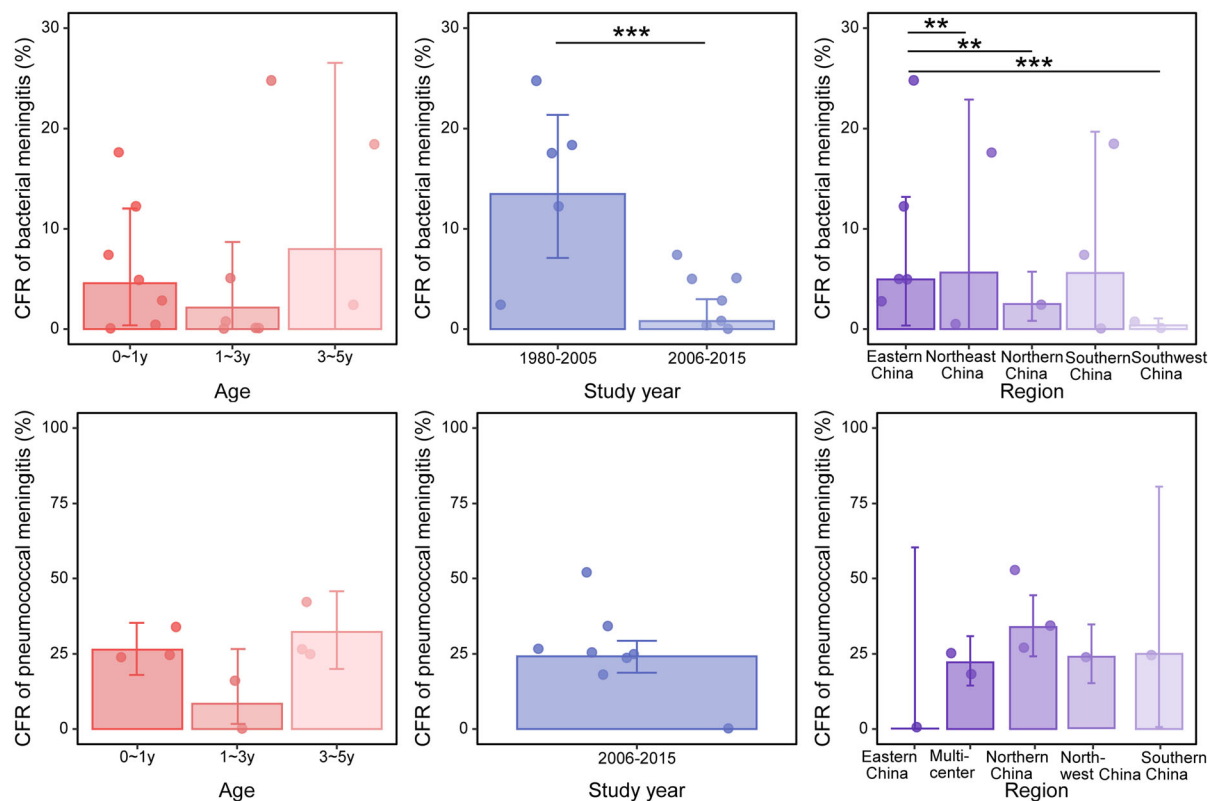 CFR of bacterial meningitis (%)
30
20
10
0
0~1y
1~3y
3~5y
Age
CFR of bacterial meningitis (%)
30
20
10
0
***
1980-2005
2006-2015
Study year
CFR of bacterial meningitis (%)
30
20
10
0
**
**
***
Eastern
China
Northeast
China
Northern
China
Southern
China
Southwest
China
Region
CFR of pneumococcal meningitis (%)
100
75
50
25
0
0~1y
1~3y
3~5y
Age
CFR of pneumococcal meningitis (%)
100
75
50
25
0
2006-2015
Study year
CFR of pneumococcal meningitis (%)
100
75
50
25
0
Eastern
China
Multi-
center
Northern
China
North-
west China
Southern
China
Region